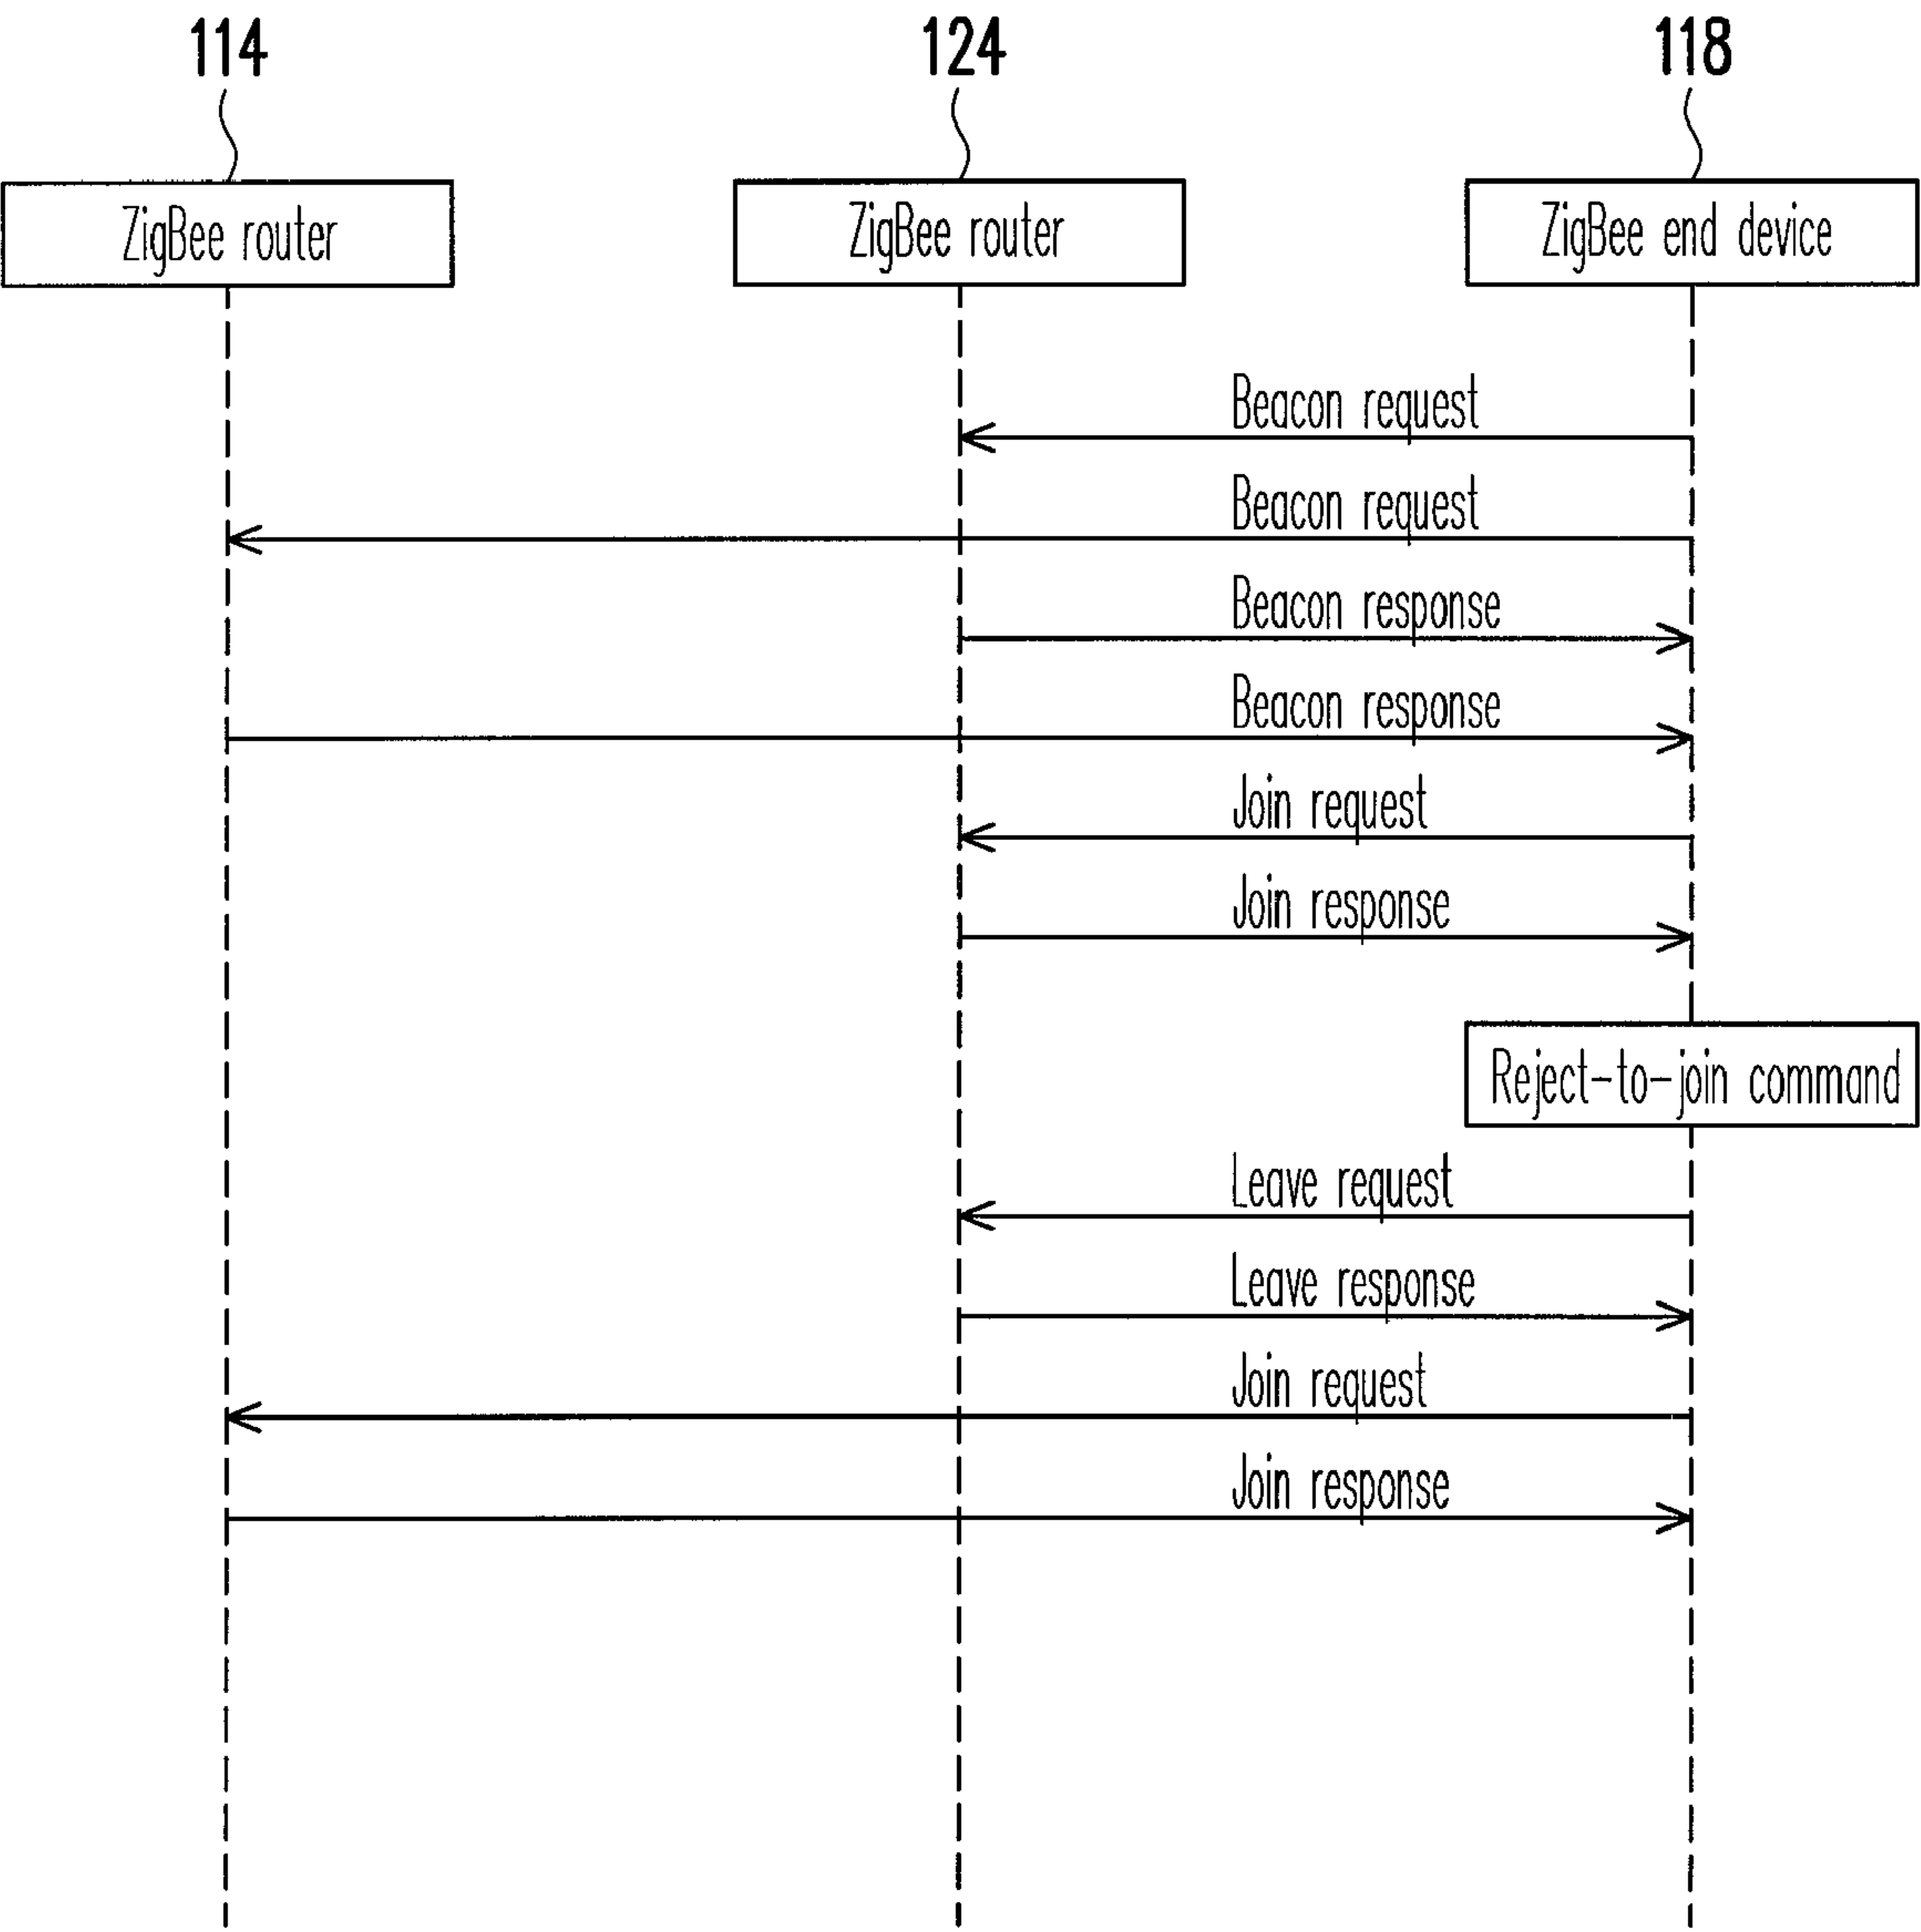 114 124 118
ZigBee router ZigBee router ZigBee end device
Beacon request
Beacon request
Beacon response
Beacon response
Join request
Join response
Reject-to-join command
Leave request
Leave response
Join request
Join response